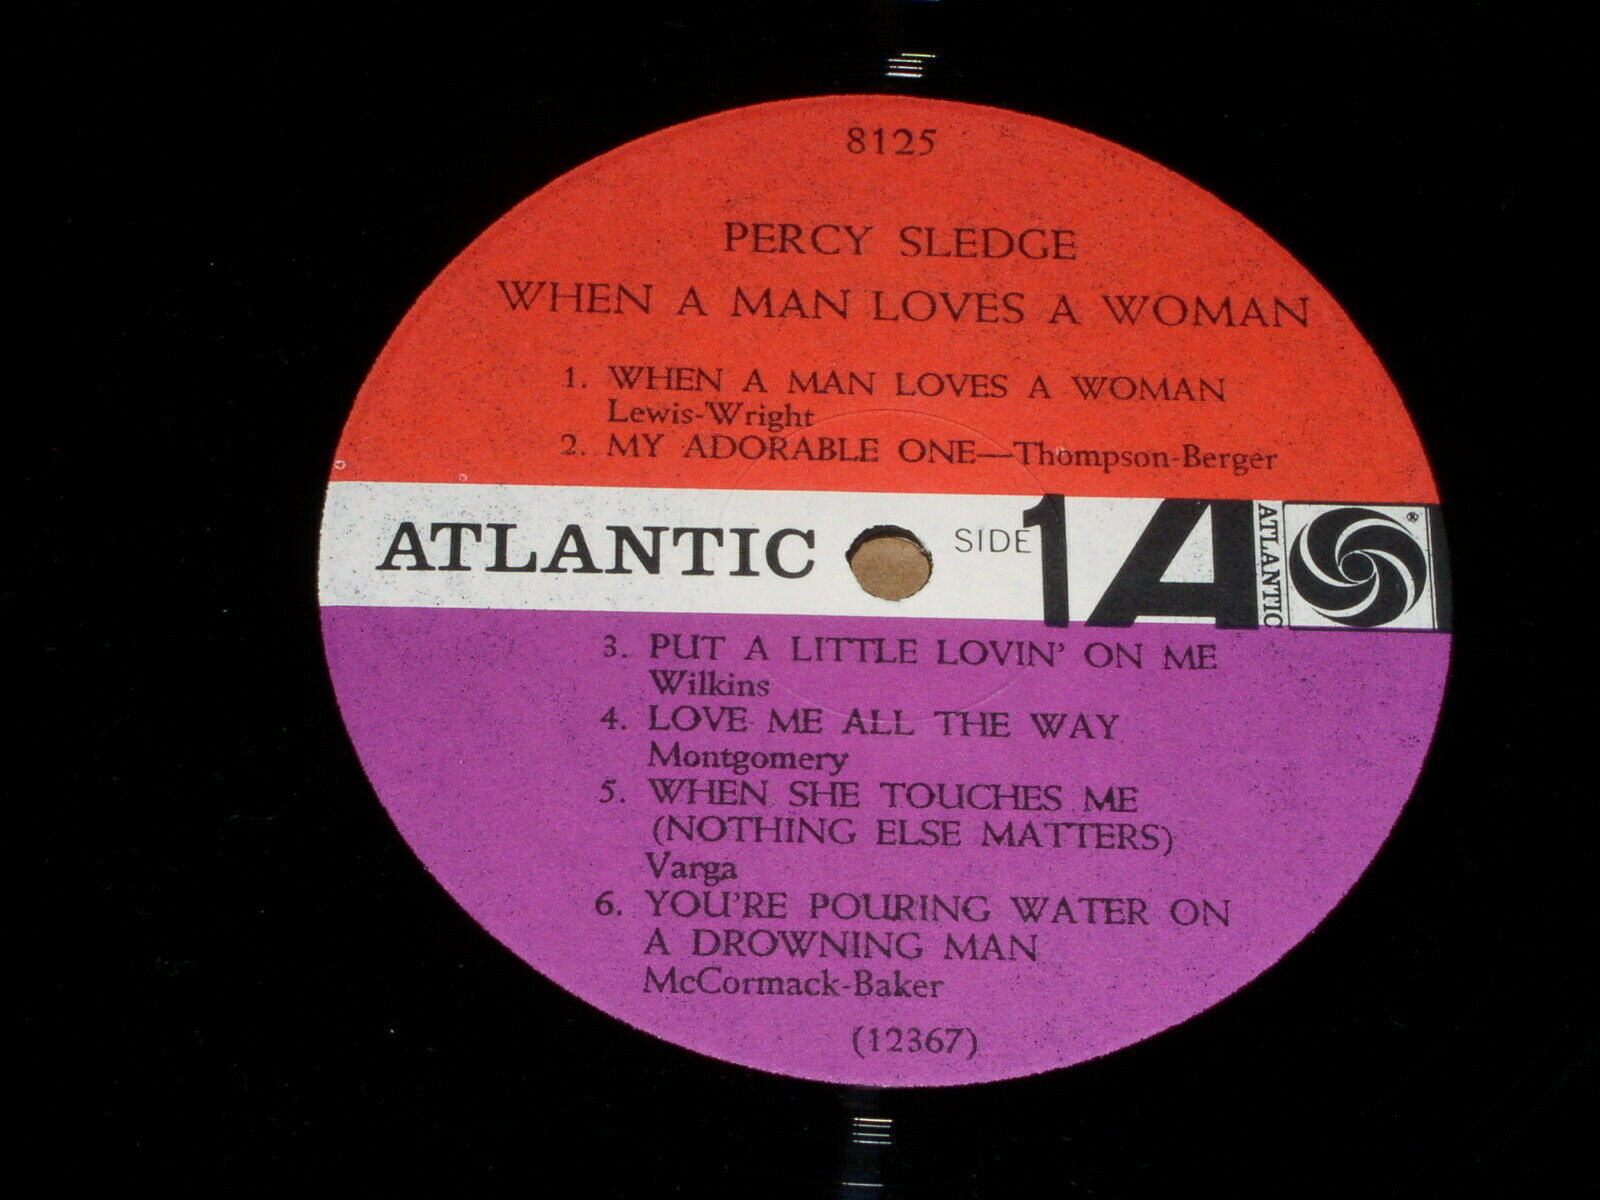 8125
PERCY SLEDGE
WHEN A MAN LOVES A WOMAN
1. WHEN A MAN LOVES A WOMAN
Lewis-Wright
2. MY ADORABLE ONE—Thompson-Berger
ATLANTIC SIDE 1 A ATLANTIC ®
3. PUT A LITTLE LOVIN' ON ME
Wilkins
4. LOVE ME ALL THE WAY
Montgomery
5. WHEN SHE TOUCHES ME
(NOTHING ELSE MATTERS)
Varga
6. YOU'RE POURING WATER ON
A DROWNING MAN
McCormack-Baker
(12367)